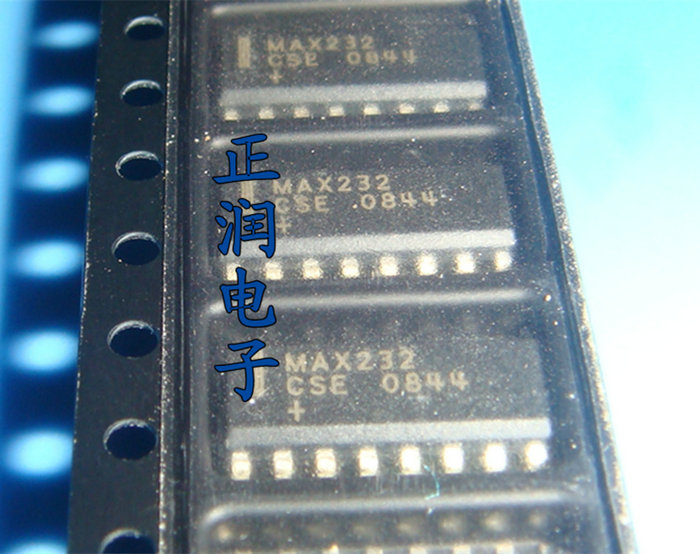 MAX232
CSE 0844
+
MAX232
CSE 0844
+
MAX232
CSE 0844
+
正润电子